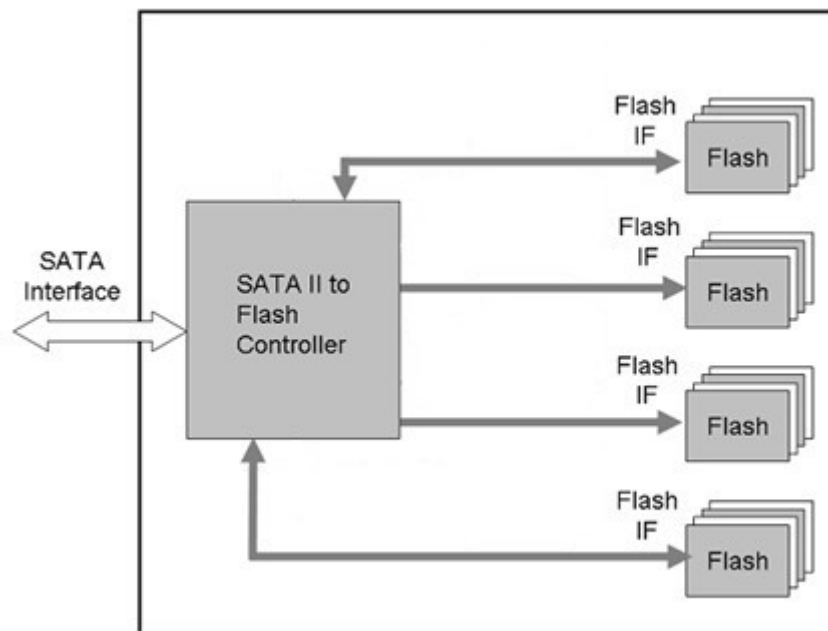 Flash
IF
Flash
Flash
IF
Flash
SATA
Interface
SATA II to
Flash
Controller
Flash
IF
Flash
Flash
IF
Flash